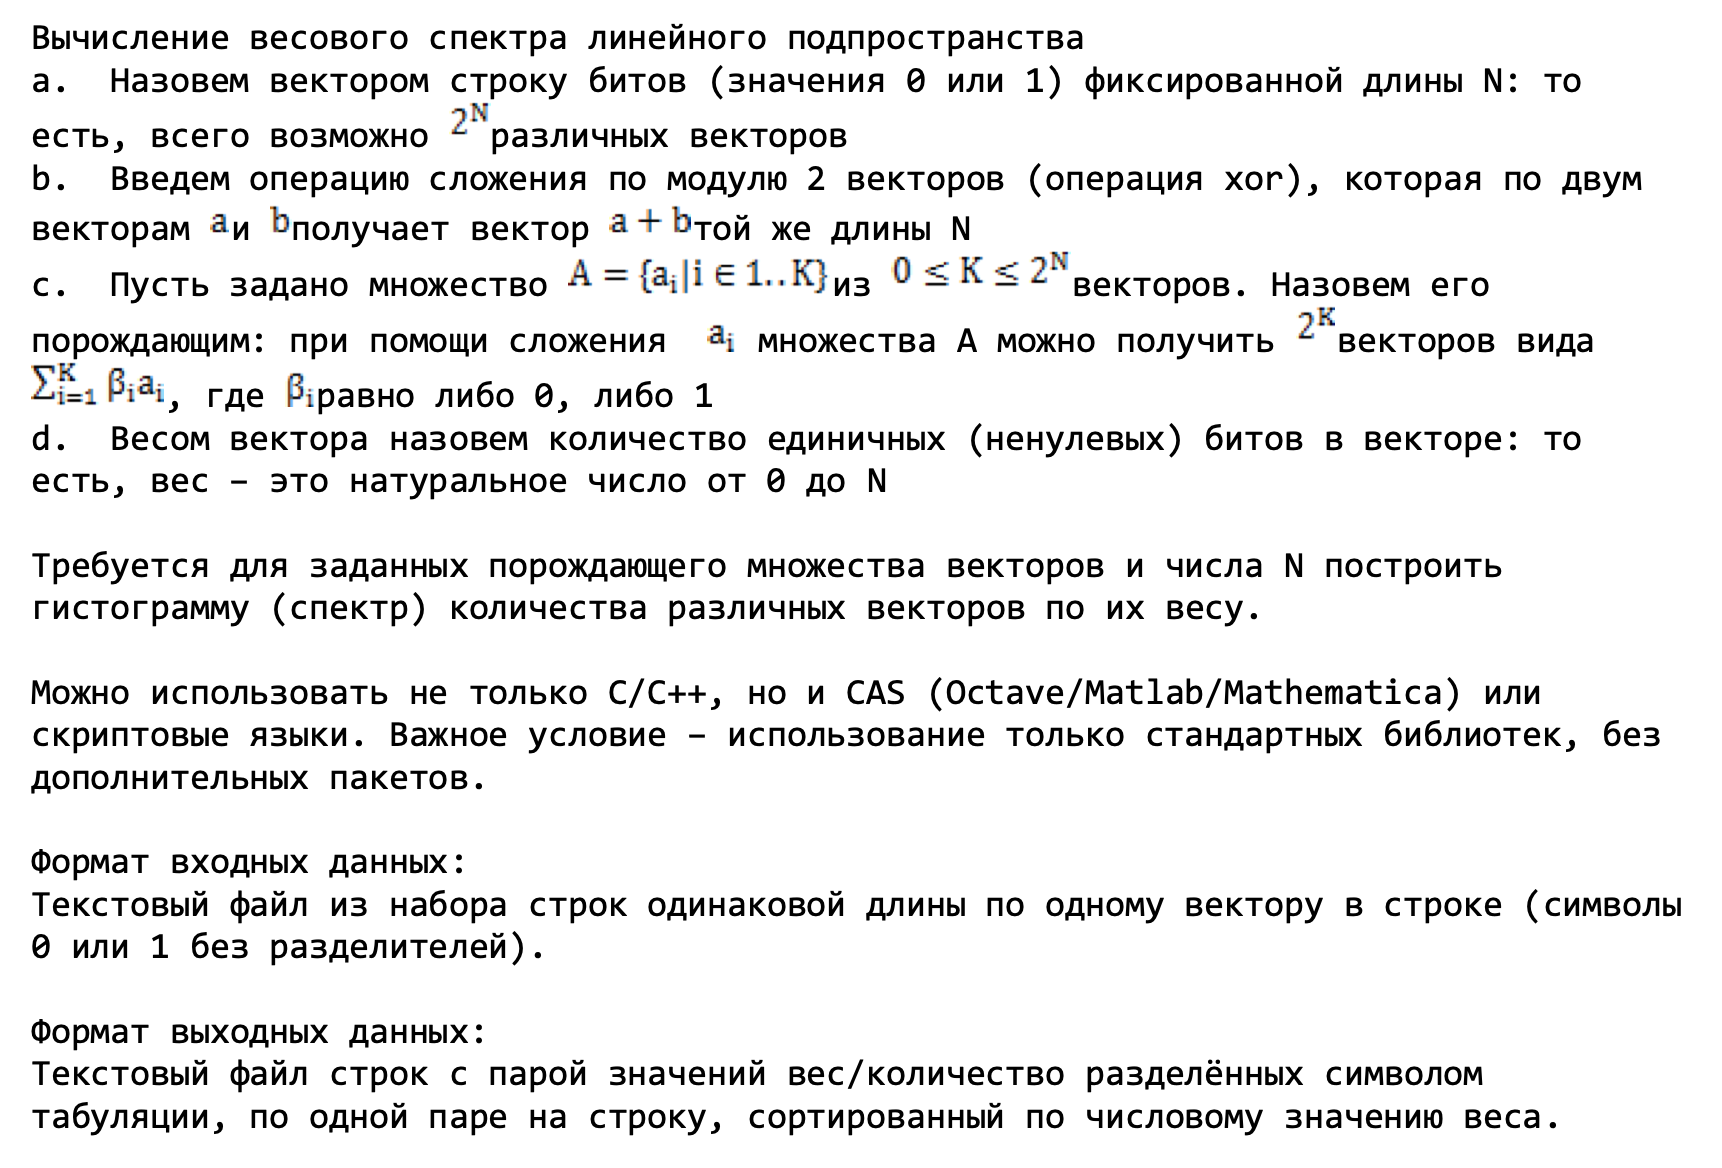 Вычисление весового спектра линейного подпространства
a. Назовем вектором строку битов (значения 0 или 1) фиксированной длины N: то
есть, всего возможно 2^N различных векторов
b. Введем операцию сложения по модулю 2 векторов (операция xor), которая по двум
векторам a и b получает вектор a + b той же длины N
c. Пусть задано множество A = {a_i|i ∈ 1..K} из 0 ≤ K ≤ 2^N векторов. Назовем его
порождающим: при помощи сложения a_i множества А можно получить 2^K векторов вида
∑_{i=1}^K β_i a_i, где β_i равно либо 0, либо 1
d. Весом вектора назовем количество единичных (ненулевых) битов в векторе: то
есть, вес – это натуральное число от 0 до N
Требуется для заданных порождающего множества векторов и числа N построить
гистограмму (спектр) количества различных векторов по их весу.
Можно использовать не только C/C++, но и CAS (Octave/Matlab/Mathematica) или
скриптовые языки. Важное условие – использование только стандартных библиотек, без
дополнительных пакетов.
Формат входных данных:
Текстовый файл из набора строк одинаковой длины по одному вектору в строке (символы
0 или 1 без разделителей).
Формат выходных данных:
Текстовый файл строк с парой значений вес/количество разделённых символом
табуляции, по одной паре на строку, сортированный по числовому значению веса.